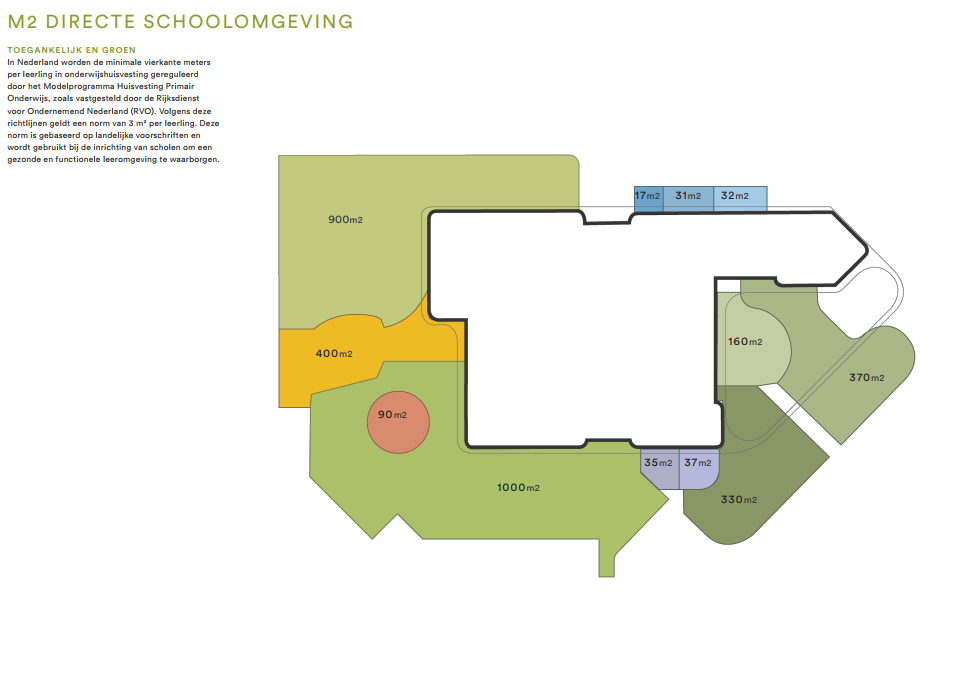 M2 DIRECTE SCHOOLOMGEVING
TOEGANKELIJK EN GROEN
In Nederland worden de minimale vierkante meters
per leerling in onderwijshuisvesting gereguleerd
door het Modelprogramma Huisvesting Primair
Onderwijs, zoals vastgesteld door de Rijksdienst
voor Ondernemend Nederland (RVO). Volgens deze
richtlijnen geldt een norm van 3 m² per leerling. Deze
norm is gebaseerd op landelijke voorschriften en
wordt gebruikt bij de inrichting van scholen om een
gezonde en functionele leeromgeving te waarborgen.
17m2 31m2 32m2
900m2
160m2
400m2
370m2
90m2
35m2 37m2
1000m2
330m2